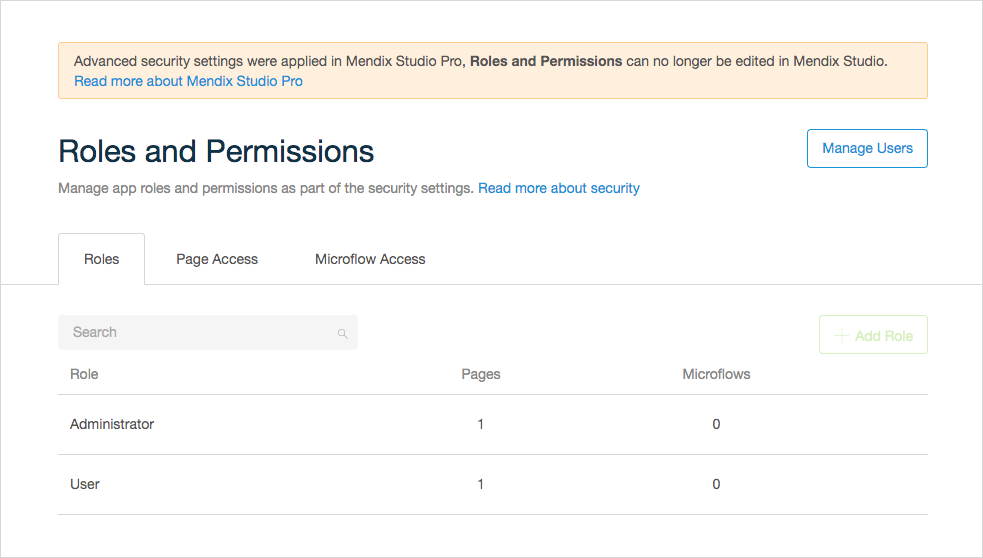 Advanced security settings were applied in Mendix Studio Pro, Roles and Permissions can no longer be edited in Mendix Studio.
Read more about Mendix Studio Pro
Roles and Permissions
Manage Users
Manage app roles and permissions as part of the security settings. Read more about security
Roles Page Access Microflow Access
Search
Add Role
Role Pages Microflows
Administrator 1 0
User 1 0